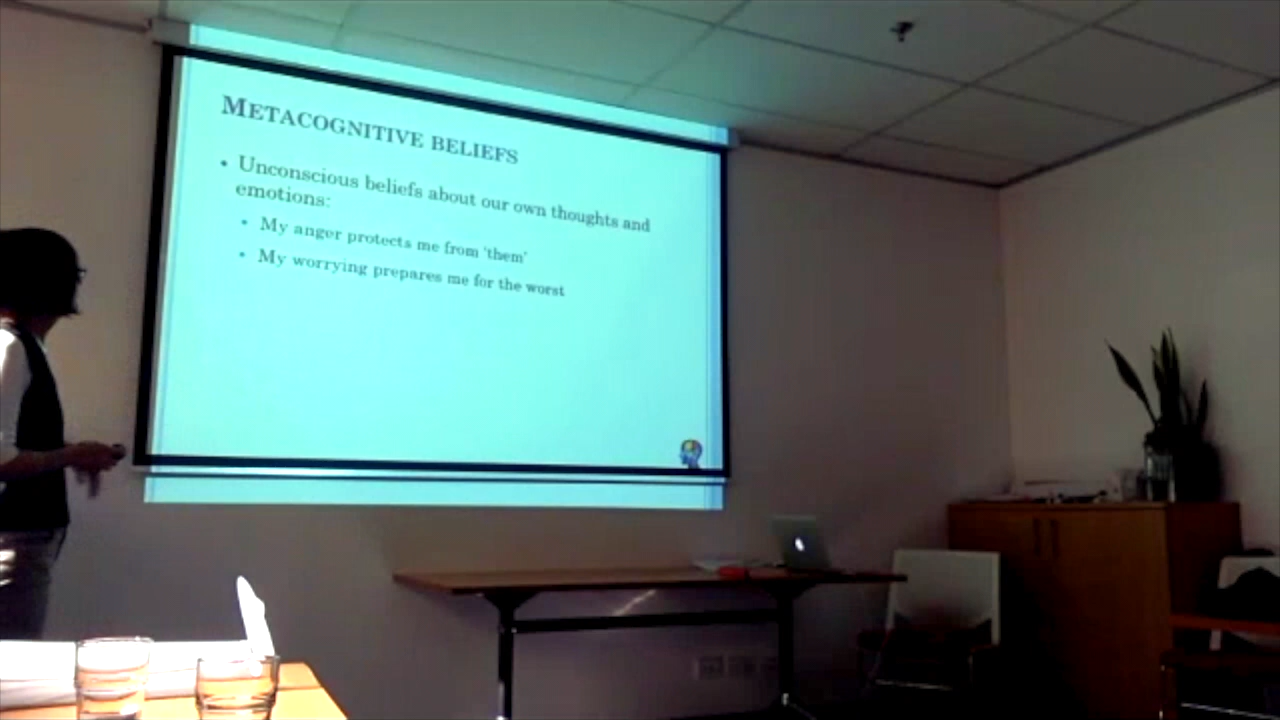 METACOGNITIVE BELIEFS
• Unconscious beliefs about our own thoughts and
emotions:
• My anger protects me from 'them'
• My worrying prepares me for the worst